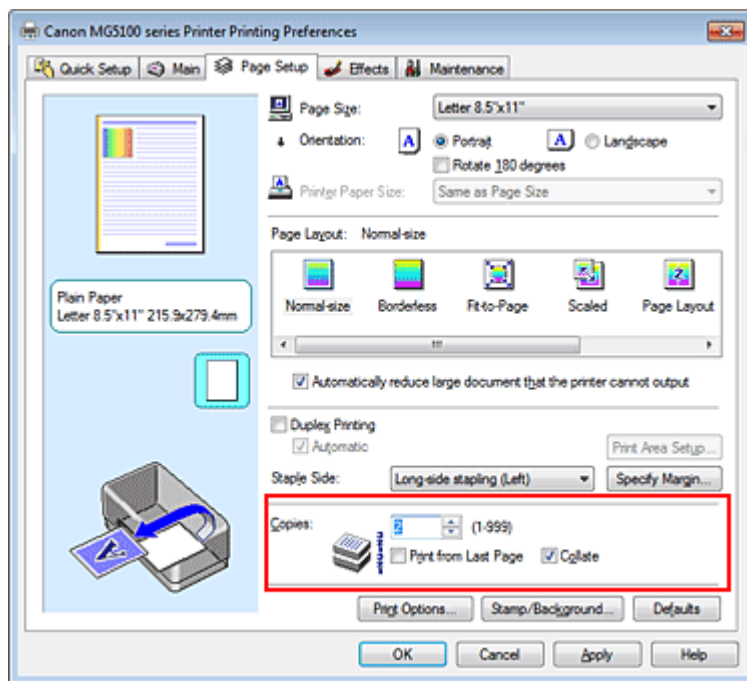 Canon MG5100 series Printer Printing Preferences
Quick Setup Main Page Setup Effects Maintenance
Page Size: Letter 8.5"x11"
Orientation: A Portrait A Landscape
Rotate 180 degrees
Printer Paper Size: Same as Page Size
Page Layout: Normal-size
Normal-size Borderless Fit-to-Page Scaled Page Layout
Plain Paper
Letter 8.5"x11" 215.9x279.4mm
Automatically reduce large document that the printer cannot output
Duplex Printing
Automatic Print Area Setup...
Staple Side: Long-side stapling (Left) Specify Margin...
Copies: 2 (1-999)
Print from Last Page Collate
Print Options... Stamp/Background... Defaults
OK Cancel Apply Help